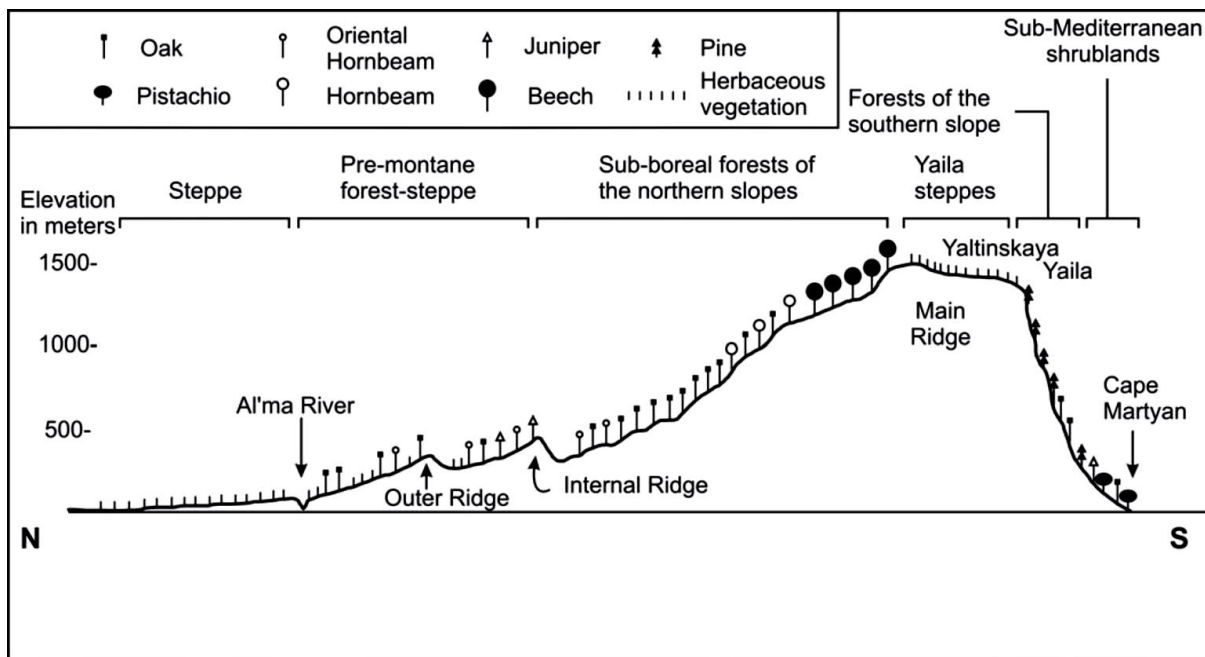 Oak
Oriental
Hornbeam
Juniper
Pine
Pistachio
Hornbeam
Beech
Herbaceous
vegetation
Sub-Mediterranean
shrublands
Forests of the
southern slope
Elevation
in meters
Steppe
Pre-montane
forest-steppe
Sub-boreal forests of
the northern slopes
Yaila
steppes
1500-
1000-
500-
Yaltinskaya
Yaila
Main
Ridge
Al'ma River
Outer Ridge
Internal Ridge
Cape
Martyan
N
S